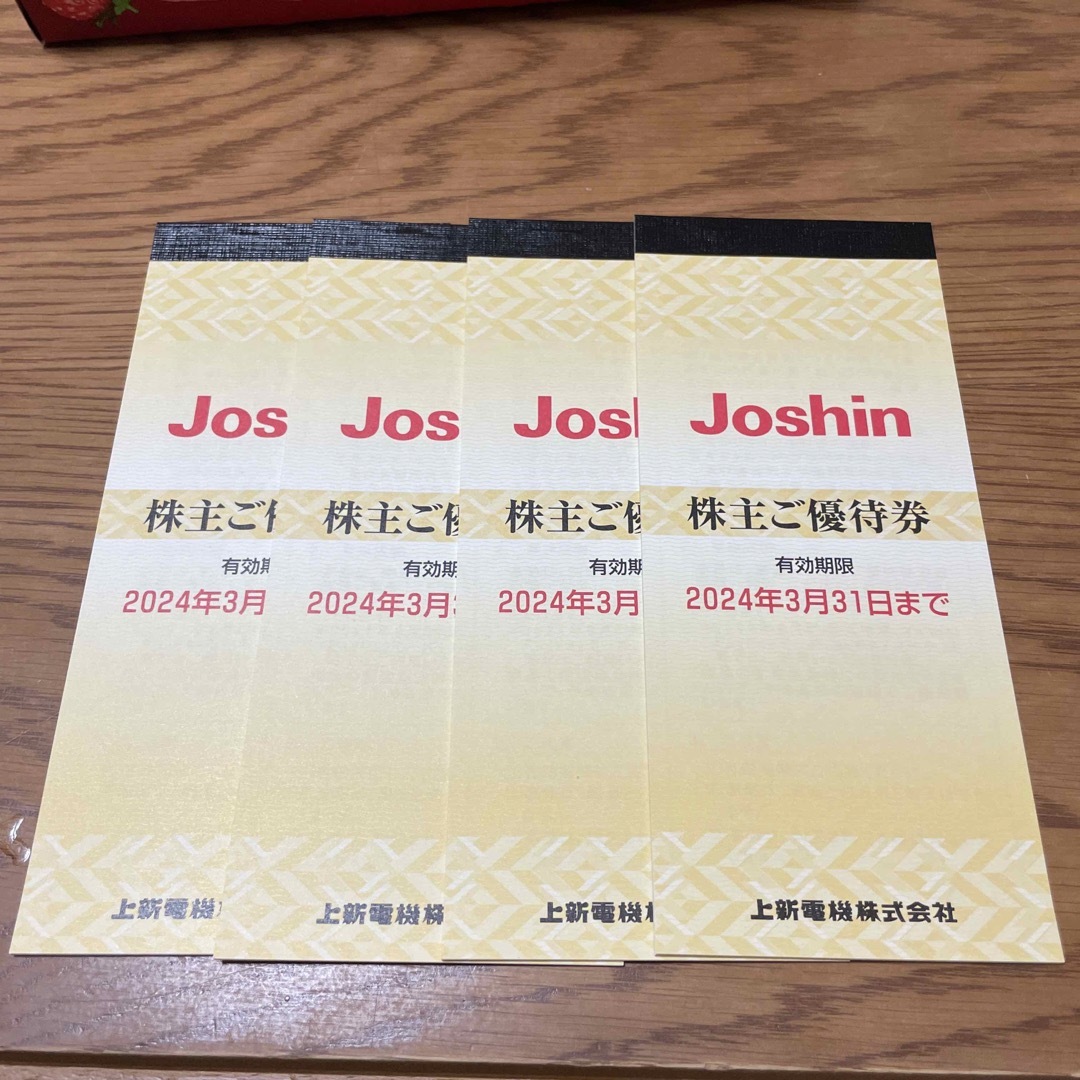 Jos
株主ご
有効
2024年3月
上新電機
Jos
株主ご優
有効期
2024年3月
上新電機株
Josh
株主ご優
有効期
2024年3月
上新電機株
Joshin
株主ご優待券
有効期限
2024年3月31日まで
上新電機株式会社